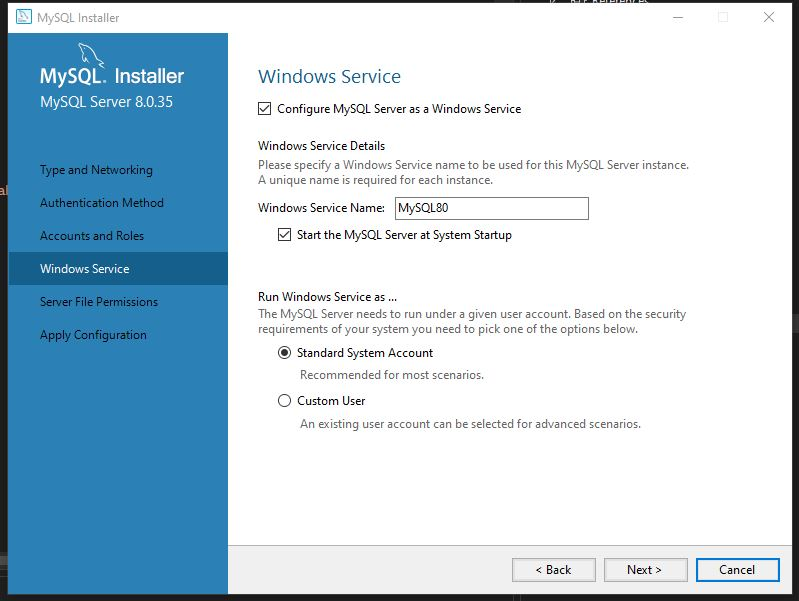 MySQL Installer
MySQL. Installer
MySQL Server 8.0.35
Type and Networking
Authentication Method
Accounts and Roles
Windows Service
Server File Permissions
Apply Configuration
Windows Service
Configure MySQL Server as a Windows Service
Windows Service Details
Please specify a Windows Service name to be used for this MySQL Server instance.
A unique name is required for each instance.
Windows Service Name: MySQL80
Start the MySQL Server at System Startup
Run Windows Service as ...
The MySQL Server needs to run under a given user account. Based on the security
requirements of your system you need to pick one of the options below.
Standard System Account
Recommended for most scenarios.
Custom User
An existing user account can be selected for advanced scenarios.
< Back
Next >
Cancel